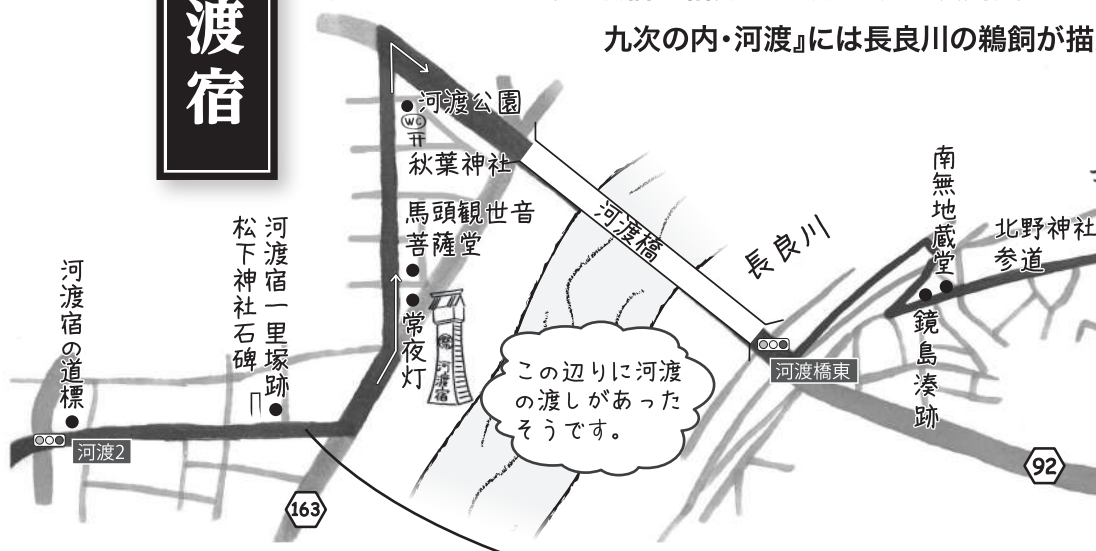 渡宿
九次の内・河渡』には長良川の鵜飼が描
河渡公園
WC
秋葉神社
馬頭観世音
菩薩堂
常夜灯
河渡宿
河渡宿一里塚跡
松下神社石碑
河渡宿の道標
河渡2
163
河渡橋
長良川
この辺りに河渡
の渡しがあった
そうです。
河渡橋東
南無地蔵堂
北野神社
参道
鏡島湊跡
92